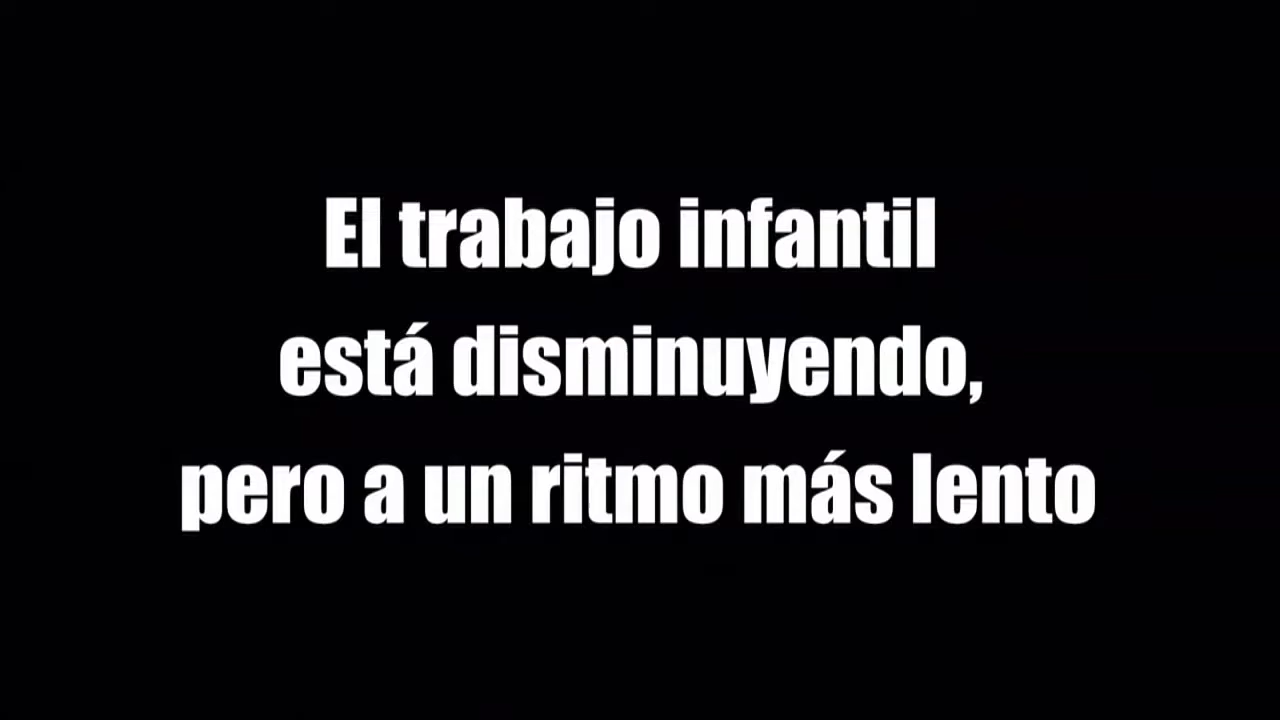 El trabajo infantil
está disminuyendo,
pero a un ritmo más lento